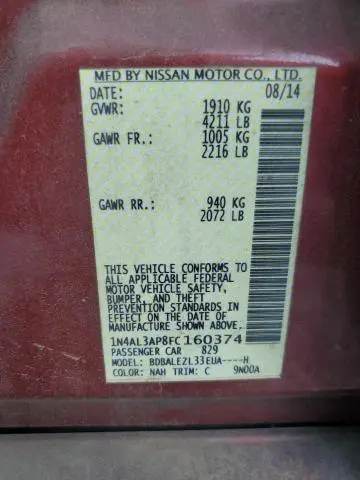 MFD BY NISSAN MOTOR CO., LTD.
DATE: 08/14
GVWR: 1910 KG
4211 LB
GAWR FR.: 1005 KG
2216 LB
GAWR RR.: 940 KG
2072 LB
THIS VEHICLE CONFORMS TO
ALL APPLICABLE FEDERAL
MOTOR VEHICLE SAFETY,
BUMPER, AND THEFT
PREVENTION STANDARDS IN
EFFECT ON THE DATE OF
MANUFACTURE SHOWN ABOVE.
1N4AL3AP8FC160374
PASSENGER CAR 829
MODEL: BDBALEZL33EUA----H
COLOR: NAH TRIM: C 9N00A